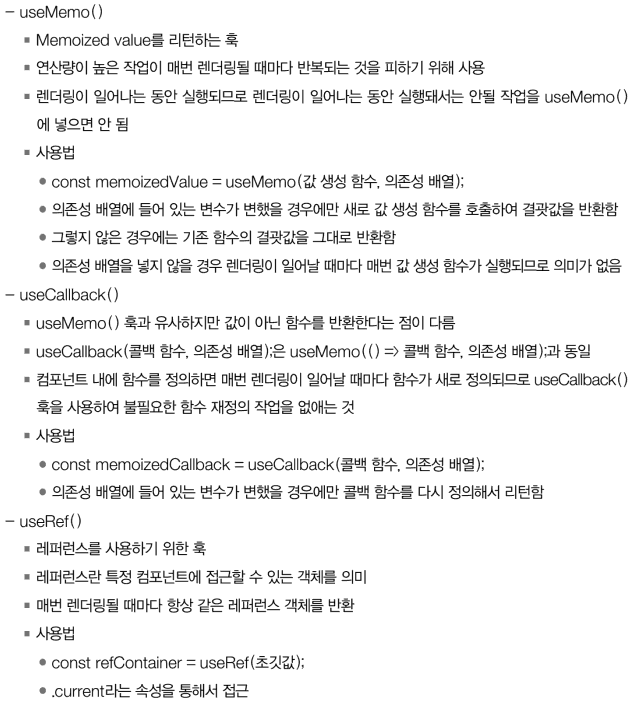 – useMemo()
▪ Memoized value를 리턴하는 훅
▪ 연산량이 높은 작업이 매번 렌더링될 때마다 반복되는 것을 피하기 위해 사용
▪ 렌더링이 일어나는 동안 실행되므로 렌더링이 일어나는 동안 실행돼서는 안될 작업을 useMemo()
에 넣으면 안 됨
▪ 사용법
● const memoizedValue = useMemo(값 생성 함수, 의존성 배열);
● 의존성 배열에 들어 있는 변수가 변했을 경우에만 새로 값 생성 함수를 호출하여 결괏값을 반환함
● 그렇지 않은 경우에는 기존 함수의 결괏값을 그대로 반환함
● 의존성 배열을 넣지 않을 경우 렌더링이 일어날 때마다 매번 값 생성 함수가 실행되므로 의미가 없음
– useCallback()
▪ useMemo() 훅과 유사하지만 값이 아닌 함수를 반환한다는 점이 다름
▪ useCallback(콜백 함수, 의존성 배열);은 useMemo(() => 콜백 함수, 의존성 배열);과 동일
▪ 컴포넌트 내에 함수를 정의하면 매번 렌더링이 일어날 때마다 함수가 새로 정의되므로 useCallback()
훅을 사용하여 불필요한 함수 재정의 작업을 없애는 것
▪ 사용법
● const memoizedCallback = useCallback(콜백 함수, 의존성 배열);
● 의존성 배열에 들어 있는 변수가 변했을 경우에만 콜백 함수를 다시 정의해서 리턴함
– useRef()
▪ 레퍼런스를 사용하기 위한 훅
▪ 레퍼런스란 특정 컴포넌트에 접근할 수 있는 객체를 의미
▪ 매번 렌더링될 때마다 항상 같은 레퍼런스 객체를 반환
▪ 사용법
● const refContainer = useRef(초깃값);
● .current라는 속성을 통해서 접근